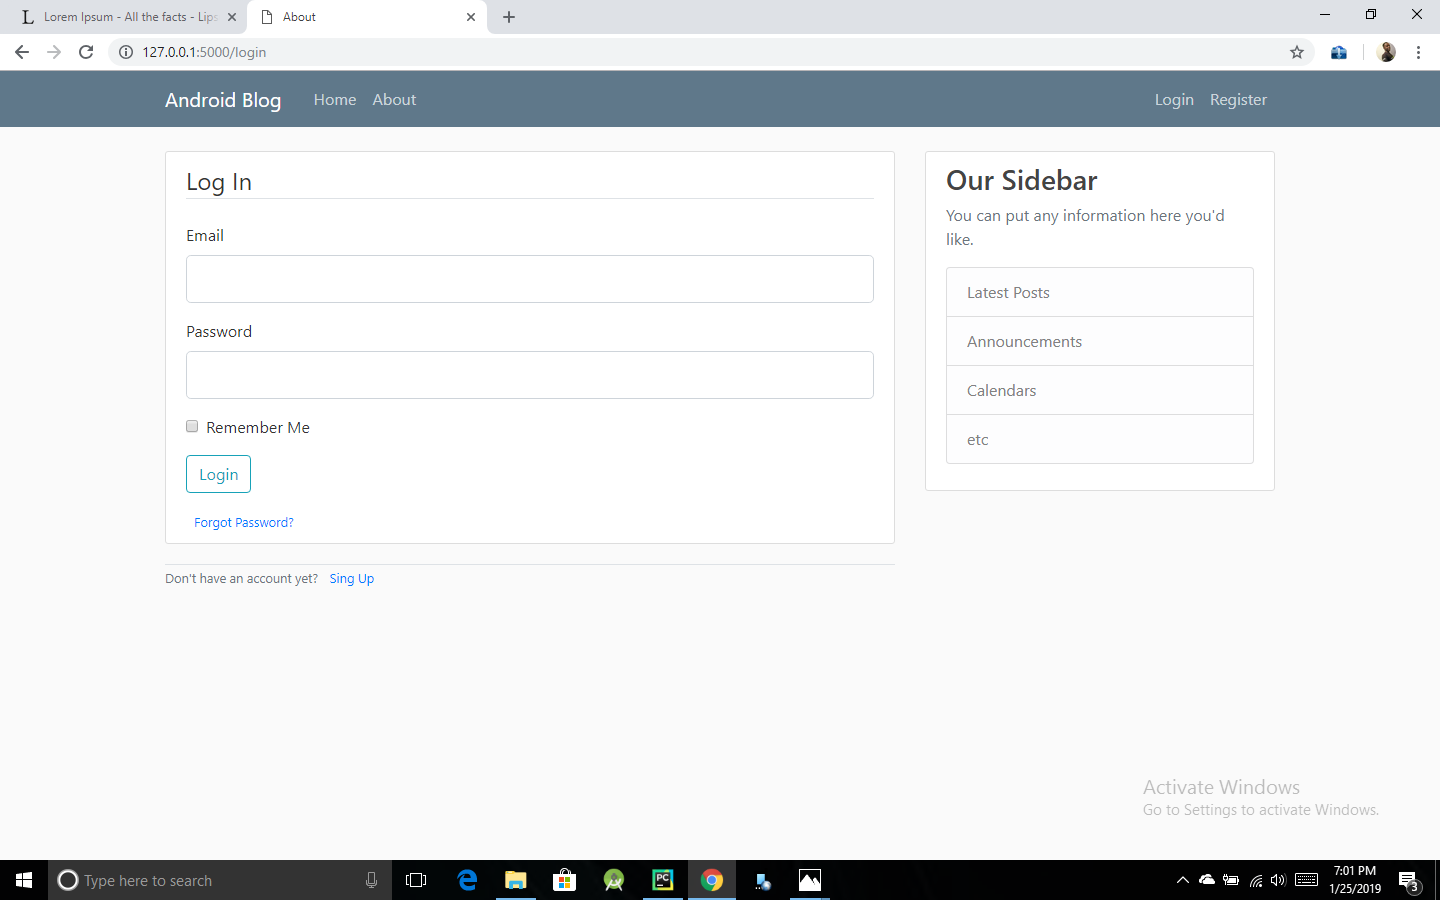 Lorem Ipsum - All the facts - Lips
About
127.0.0.1:5000/login
Android Blog
Home
About
Login
Register
Log In
Email
Password
Remember Me
Login
Forgot Password?
Don't have an account yet? Sing Up
Our Sidebar
You can put any information here you'd
like.
Latest Posts
Announcements
Calendars
etc
Activate Windows
Go to Settings to activate Windows.
Type here to search
PC
7:01 PM
1/25/2019
3